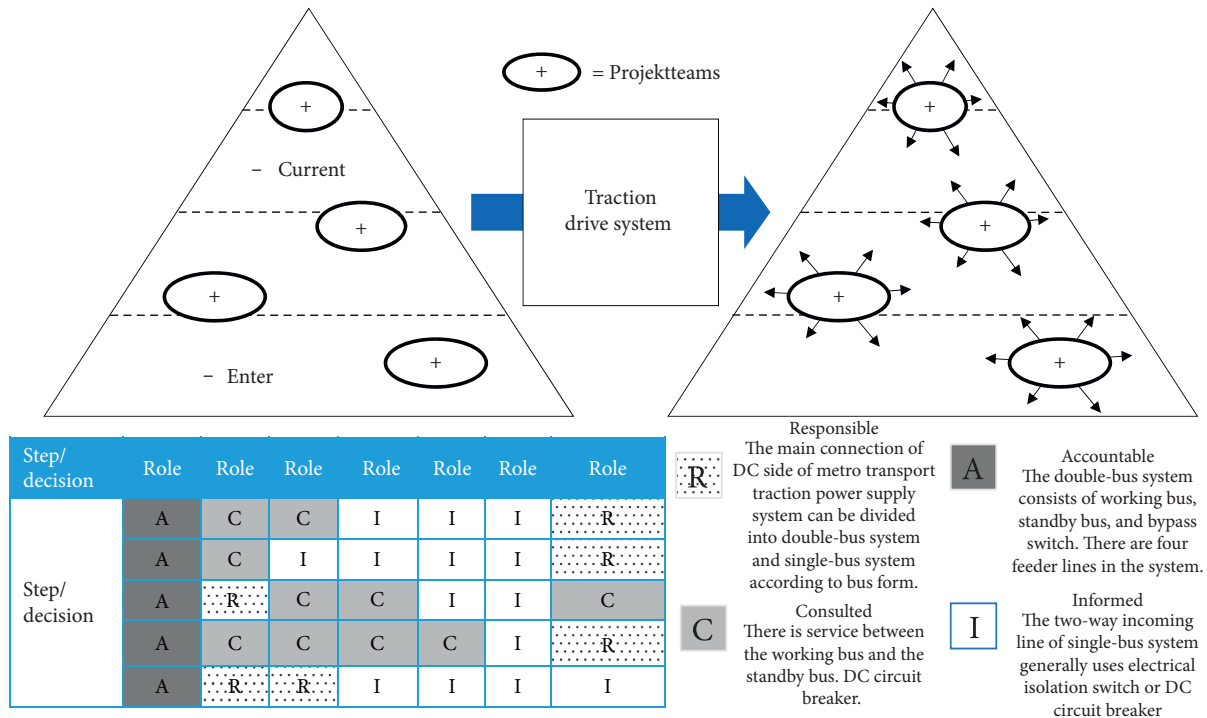 +
= Projektteams
+
+
– Current
Traction
drive system
+
+
+
+
+
+
– Enter
+
Step/
decision
Role
Role
Role
Role
Role
Role
Role
Step/
decision
A
C
C
I
I
I
R
A
C
I
I
I
I
R
A
R
C
C
I
I
C
A
C
C
C
C
I
R
A
R
R
I
I
I
I
R
Responsible
The main connection of
DC side of metro transport
traction power supply
system can be divided
into double-bus system
and single-bus system
according to bus form.
A
Accountable
The double-bus system
consists of working bus,
standby bus, and bypass
switch. There are four
feeder lines in the system.
C
Consulted
There is service between
the working bus and the
standby bus. DC circuit
breaker.
I
Informed
The two-way incoming
line of single-bus system
generally uses electrical
isolation switch or DC
circuit breaker